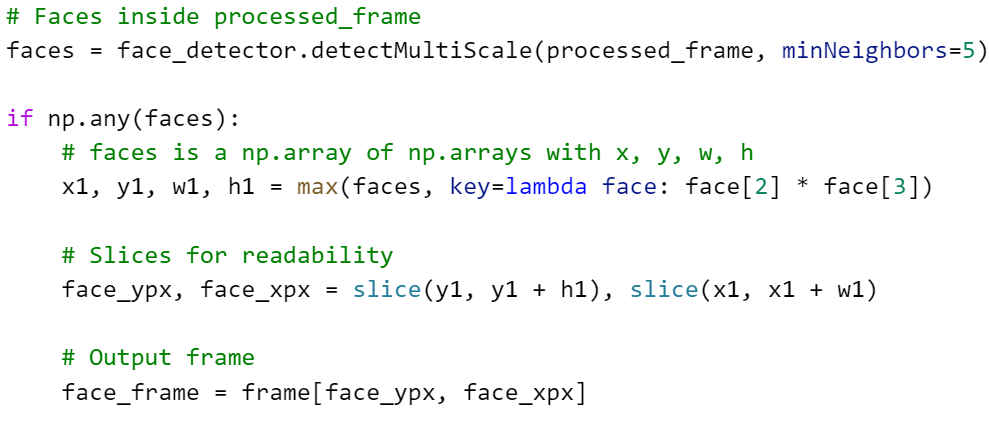 # Faces inside processed_frame
faces = face_detector.detectMultiScale(processed_frame, minNeighbors=5)
if np.any(faces):
# faces is a np.array of np.arrays with x, y, w, h
x1, y1, w1, h1 = max(faces, key=lambda face: face[2] * face[3])
# Slices for readability
face_ypx, face_xpx = slice(y1, y1 + h1), slice(x1, x1 + w1)
# Output frame
face_frame = frame[face_ypx, face_xpx]